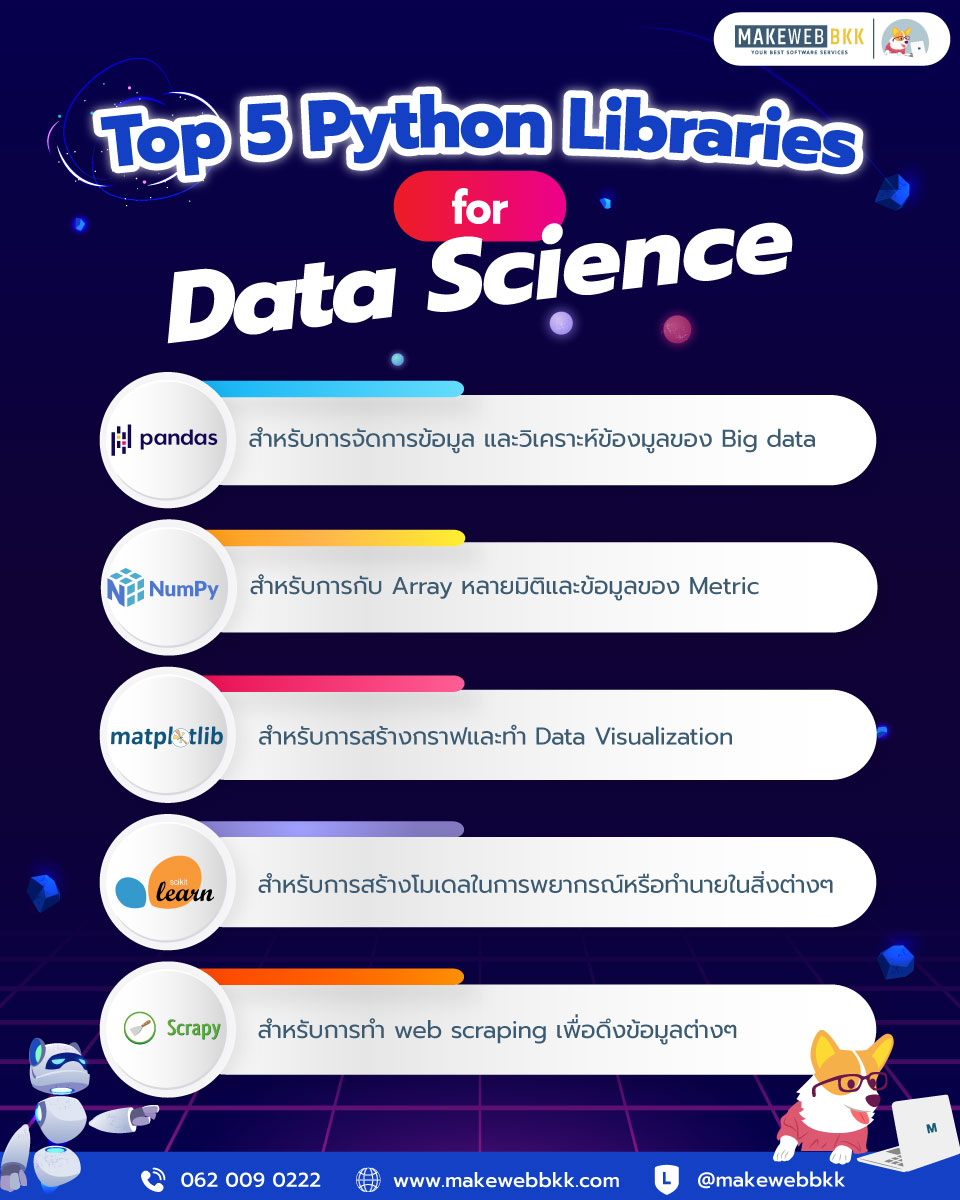 MAKEWEBBKK
YOUR BEST SOFTWARE SERVICES
Top 5 Python Libraries
for
Data Science
pandas
สำหรับการจัดการข้อมูล และวิเคราะห์ข้องมูลของ Big data
NumPy
สำหรับการกับ Array หลายมิติและข้อมูลของ Metric
matplotlib
สำหรับการสร้างกราฟและทำ Data Visualization
scikit
learn
สำหรับการสร้างโมเดลในการพยากรณ์หรือทำนายในสิ่งต่างๆ
Scrapy
สำหรับการทำ web scraping เพื่อดึงข้อมูลต่างๆ
M
062 009 0222
www.makewebbkk.com
L
@makewebbkk